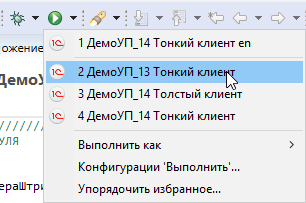 1 ДемоУП_14 Тонкий клиент en
ожение
2 ДемоУП_13 Тонкий клиент
ДемоУ
3 ДемоУП_14 Толстый клиент
4 ДемоУП_14 Тонкий клиент
///////
УЛЯ
Выполнить как
Конфигурации 'Выполнить'...
ераШтри
Упорядочить избранное...